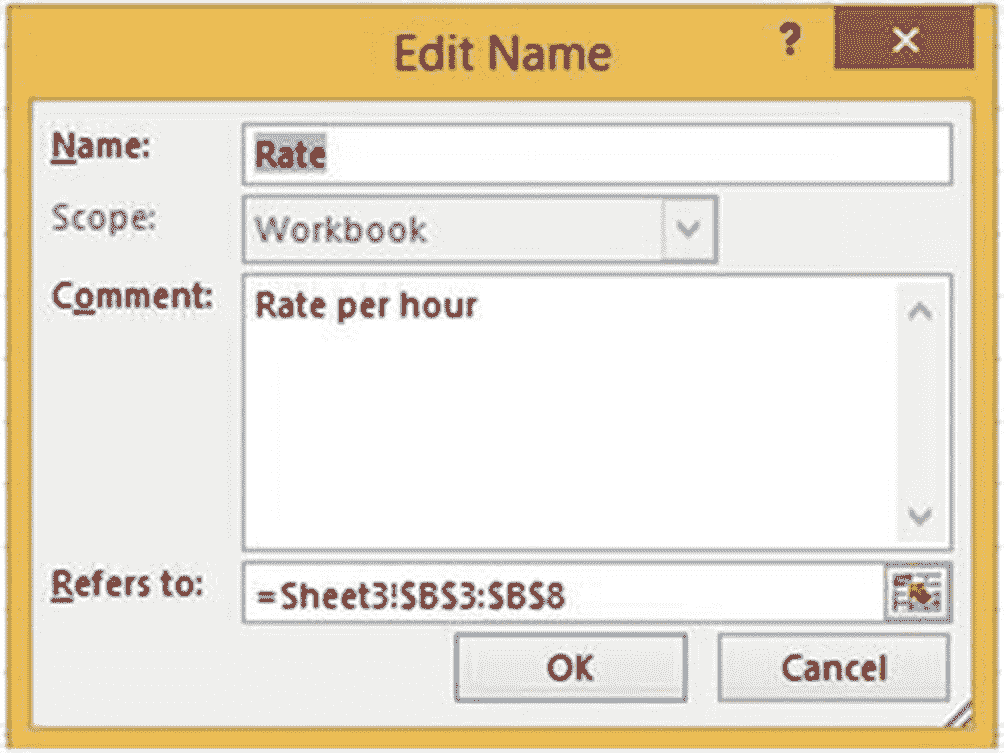 Edit Name
?
Name:
Rate
Scope:
Workbook
Comment:
Rate per hour
Refers to:
=Sheet3!$B$3:$B$8
OK
Cancel